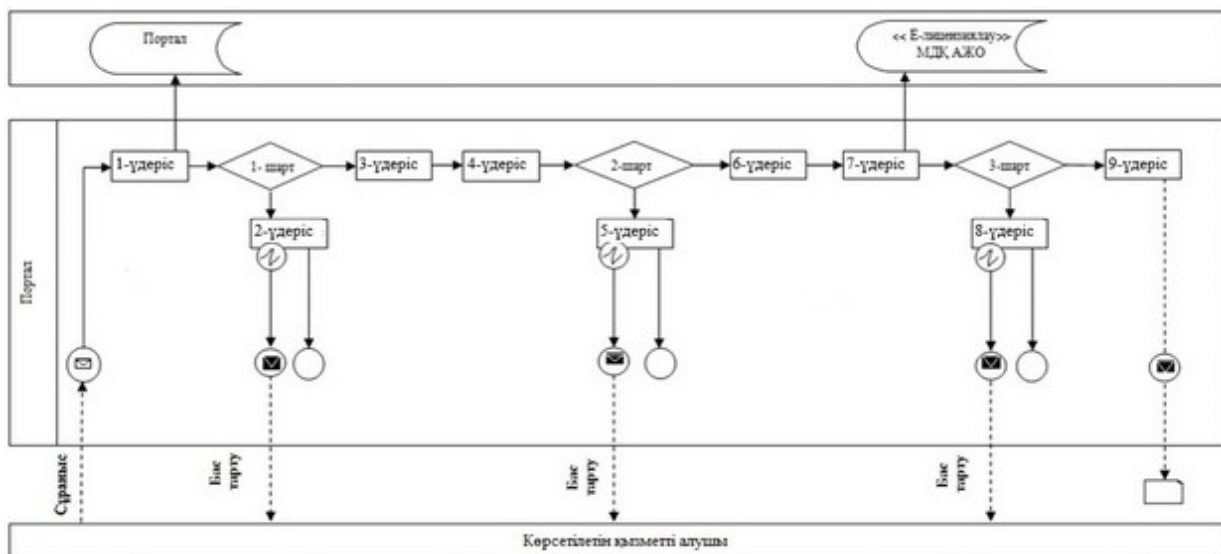 Портал
<< Е-лицензиялау>>
МДҚ АЖО
Портал
1-үдеріс
1- шарт
3-үдеріс
4-үдеріс
2-шарт
6-үдеріс
7-үдеріс
3-шарт
9-үдеріс
2-үдеріс
5-үдеріс
8-үдеріс
Сұраныс
Бас
тарту
Бас
тарту
Бас
тарту
Көрсетілетін қызметті алушы